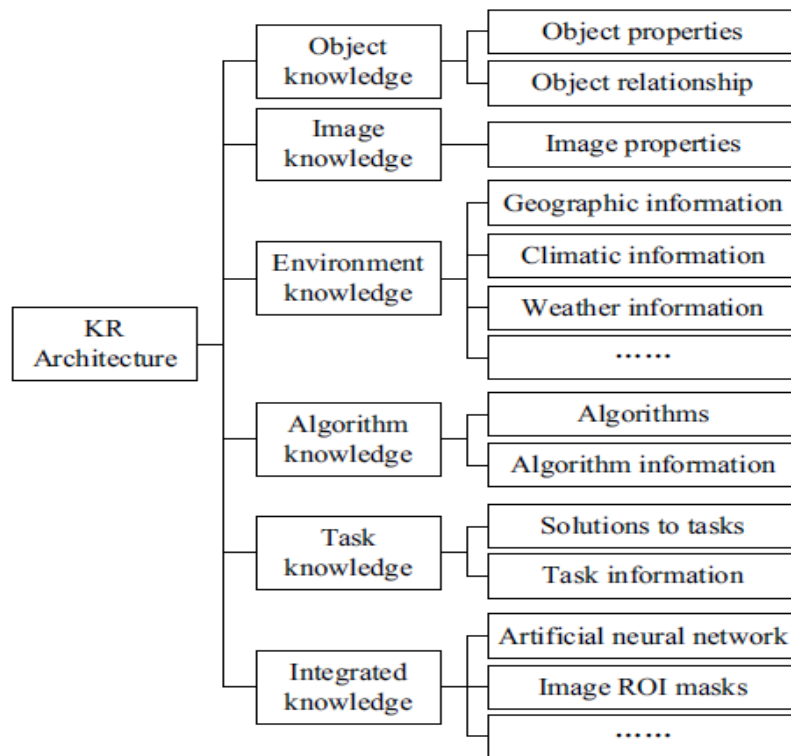 KR
Architecture
Object
knowledge
Object properties
Object relationship
Image
knowledge
Image properties
Environment
knowledge
Geographic information
Climatic information
Weather information
……
Algorithm
knowledge
Algorithms
Algorithm information
Task
knowledge
Solutions to tasks
Task information
Integrated
knowledge
Artificial neural network
Image ROI masks
……